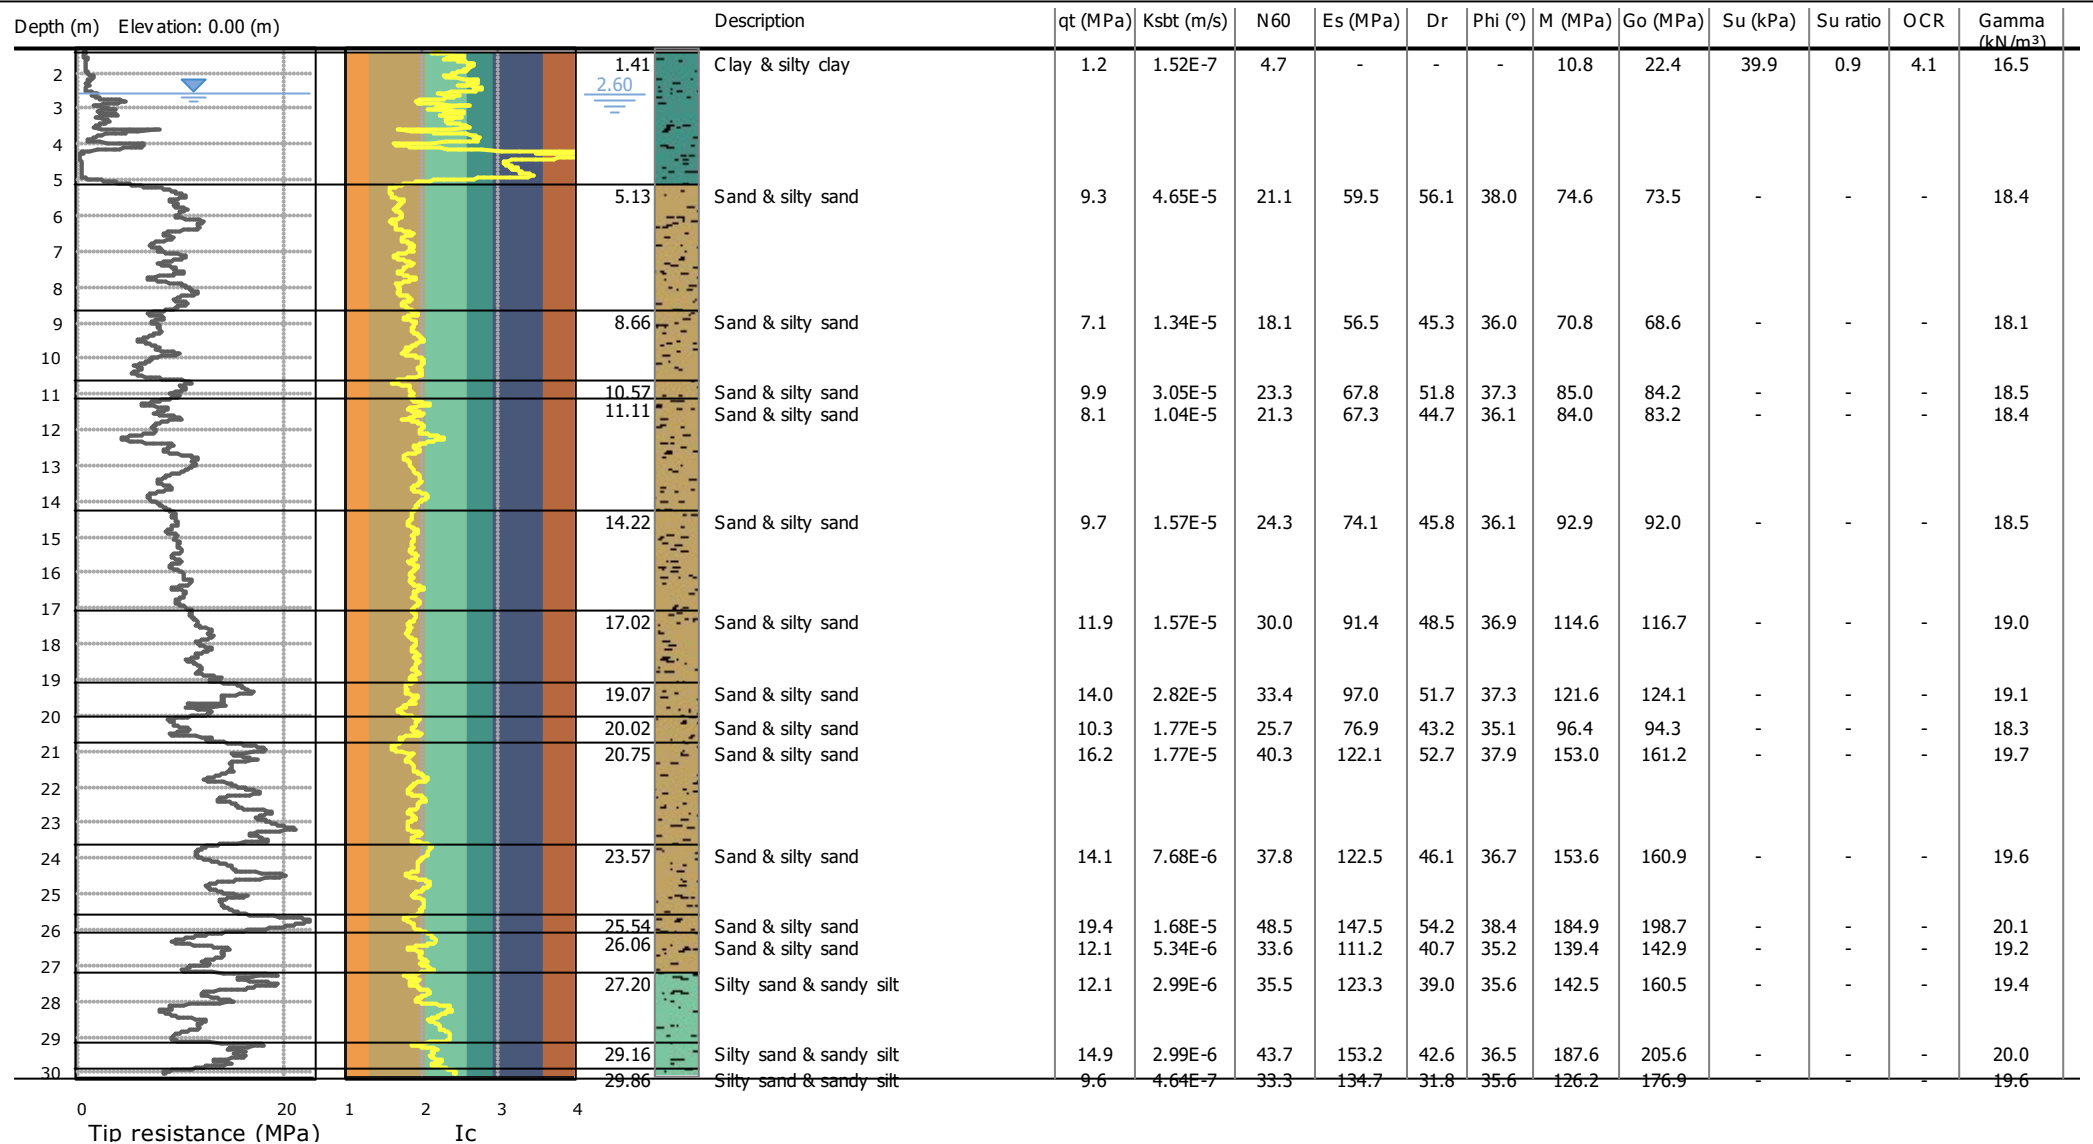 Depth (m) Elevation: 0.00 (m) Description qt (MPa) Ksbt (m/s) N60 Es (MPa) Dr Phi (°) M (MPa) Go (MPa) Su (kPa) Su ratio OCR Gamma (kN/m³)
1.41 Clay & silty clay 1.2 1.52E-7 4.7 - - - 10.8 22.4 39.9 0.9 4.1 16.5
2
2.60
3
4
5
5.13 Sand & silty sand 9.3 4.65E-5 21.1 59.5 56.1 38.0 74.6 73.5 - - - 18.4
6
7
8
9 8.66 Sand & silty sand 7.1 1.34E-5 18.1 56.5 45.3 36.0 70.8 68.6 - - - 18.1
10
11 10.57 Sand & silty sand 9.9 3.05E-5 23.3 67.8 51.8 37.3 85.0 84.2 - - - 18.5
11.11 Sand & silty sand 8.1 1.04E-5 21.3 67.3 44.7 36.1 84.0 83.2 - - - 18.4
12
13
14
14.22 Sand & silty sand 9.7 1.57E-5 24.3 74.1 45.8 36.1 92.9 92.0 - - - 18.5
15
16
17
17.02 Sand & silty sand 11.9 1.57E-5 30.0 91.4 48.5 36.9 114.6 116.7 - - - 19.0
18
19
19.07 Sand & silty sand 14.0 2.82E-5 33.4 97.0 51.7 37.3 121.6 124.1 - - - 19.1
20
20.02 Sand & silty sand 10.3 1.77E-5 25.7 76.9 43.2 35.1 96.4 94.3 - - - 18.3
21 20.75 Sand & silty sand 16.2 1.77E-5 40.3 122.1 52.7 37.9 153.0 161.2 - - - 19.7
22
23
24 23.57 Sand & silty sand 14.1 7.68E-6 37.8 122.5 46.1 36.7 153.6 160.9 - - - 19.6
25
26 25.54 Sand & silty sand 19.4 1.68E-5 48.5 147.5 54.2 38.4 184.9 198.7 - - - 20.1
26.06 Sand & silty sand 12.1 5.34E-6 33.6 111.2 40.7 35.2 139.4 142.9 - - - 19.2
27
27.20 Silty sand & sandy silt 12.1 2.99E-6 35.5 123.3 39.0 35.6 142.5 160.5 - - - 19.4
28
29
29.16 Silty sand & sandy silt 14.9 2.99E-6 43.7 153.2 42.6 36.5 187.6 205.6 - - - 20.0
30 29.86 Silty sand & sandy silt 9.6 4.64E-7 33.3 134.7 31.8 35.6 126.2 176.9 - - - 19.6
0 20 1 2 3 4
Tip resistance (MPa) Ic